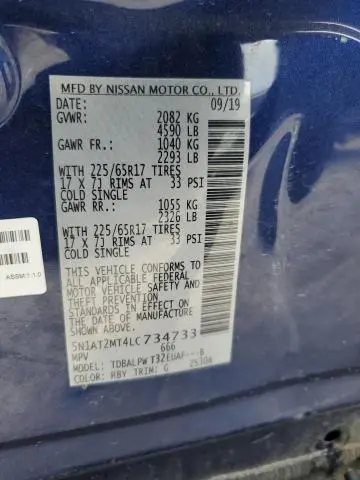 MFD BY NISSAN MOTOR CO., LTD.
DATE: 09/19
GVWR: 2082 KG
4590 LB
GAWR FR: 1040 KG
2293 LB
WITH 225/65R17 TIRES
17 X 7J RIMS AT 33 PSI
COLD SINGLE
GAWR RR: 1055 KG
2326 LB
WITH 225/65R17 TIRES
17 X 7J RIMS AT 33 PSI
COLD SINGLE
THIS VEHICLE CONFORMS TO
ALL APPLICABLE FEDERAL
MOTOR VEHICLE SAFETY
STANDARDS IN EFFECT
ON THE DATE OF
MANUFACTURE SHOWN
ABOVE.
5N1AT2MT4LC734733
MPV 666
MODEL: TDBALPW T32EUAF---B
COLOR: RBY TRIM: G 25104
ASSM:1:1.0